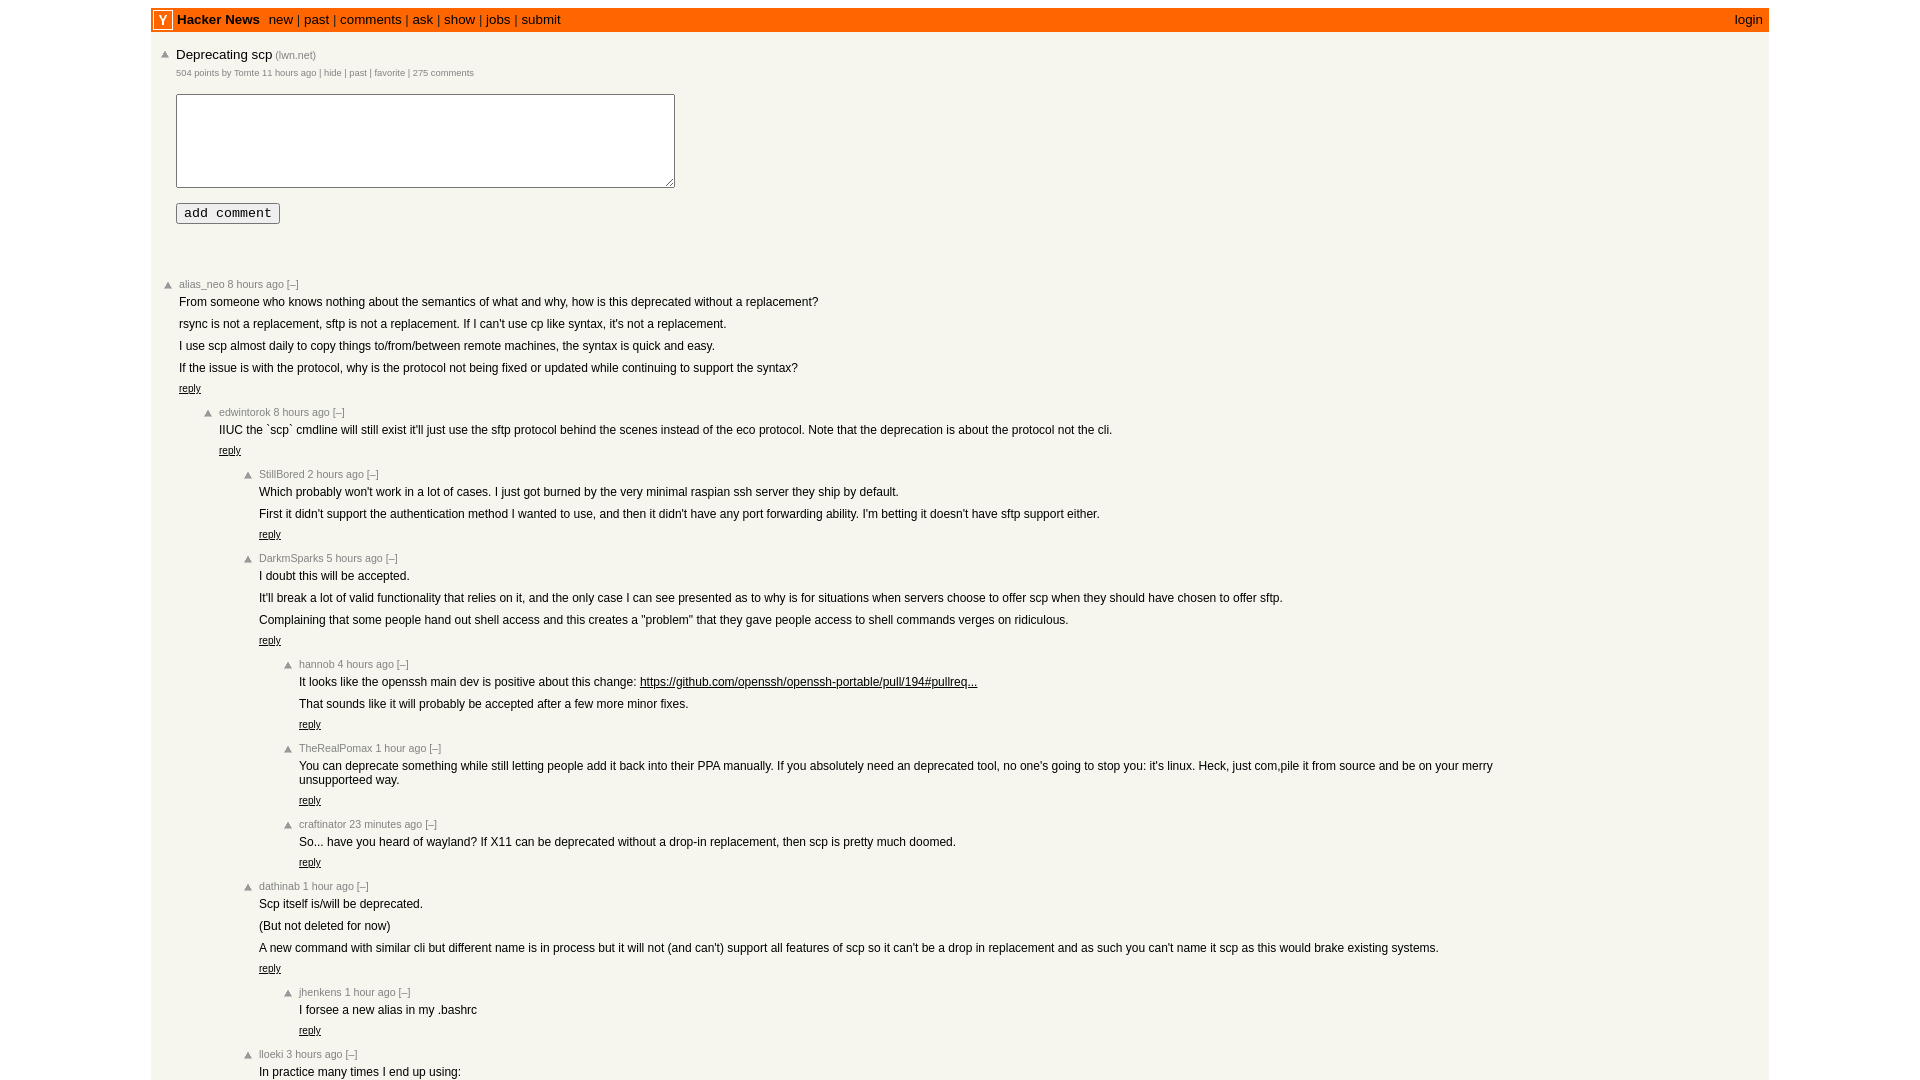 Y Hacker News new | past | comments | ask | show | jobs | submit login
Deprecating scp (lwn.net)
504 points by Tomte 11 hours ago | hide | past | favorite | 275 comments
add comment
alias_neo 8 hours ago [–]
From someone who knows nothing about the semantics of what and why, how is this deprecated without a replacement?
rsync is not a replacement, sftp is not a replacement. If I can't use cp like syntax, it's not a replacement.
I use scp almost daily to copy things to/from/between remote machines, the syntax is quick and easy.
If the issue is with the protocol, why is the protocol not being fixed or updated while continuing to support the syntax?
reply
edwintorok 8 hours ago [–]
IIUC the `scp` cmdline will still exist it'll just use the sftp protocol behind the scenes instead of the eco protocol. Note that the deprecation is about the protocol not the cli.
reply
StillBored 2 hours ago [–]
Which probably won't work in a lot of cases. I just got burned by the very minimal raspian ssh server they ship by default.
First it didn't support the authentication method I wanted to use, and then it didn't have any port forwarding ability. I'm betting it doesn't have sftp support either.
reply
DarkmSparks 5 hours ago [–]
I doubt this will be accepted.
It'll break a lot of valid functionality that relies on it, and the only case I can see presented as to why is for situations when servers choose to offer scp when they should have chosen to offer sftp.
Complaining that some people hand out shell access and this creates a "problem" that they gave people access to shell commands verges on ridiculous.
reply
hannob 4 hours ago [–]
It looks like the openssh main dev is positive about this change: https://github.com/openssh/openssh-portable/pull/194#pullreq...
That sounds like it will probably be accepted after a few more minor fixes.
reply
TheRealPomax 1 hour ago [–]
You can deprecate something while still letting people add it back into their PPA manually. If you absolutely need an deprecated tool, no one's going to stop you: it's linux. Heck, just com,pile it from source and be on your merry
unsupporteed way.
reply
craftinator 23 minutes ago [–]
So... have you heard of wayland? If X11 can be deprecated without a drop-in replacement, then scp is pretty much doomed.
reply
dathinab 1 hour ago [–]
Scp itself is/will be deprecated.
(But not deleted for now)
A new command with similar cli but different name is in process but it will not (and can't) support all features of scp so it can't be a drop in replacement and as such you can't name it scp as this would brake existing systems.
reply
jhenkens 1 hour ago [–]
I forsee a new alias in my .bashrc
reply
lloeki 3 hours ago [–]
In practice many times I end up using: